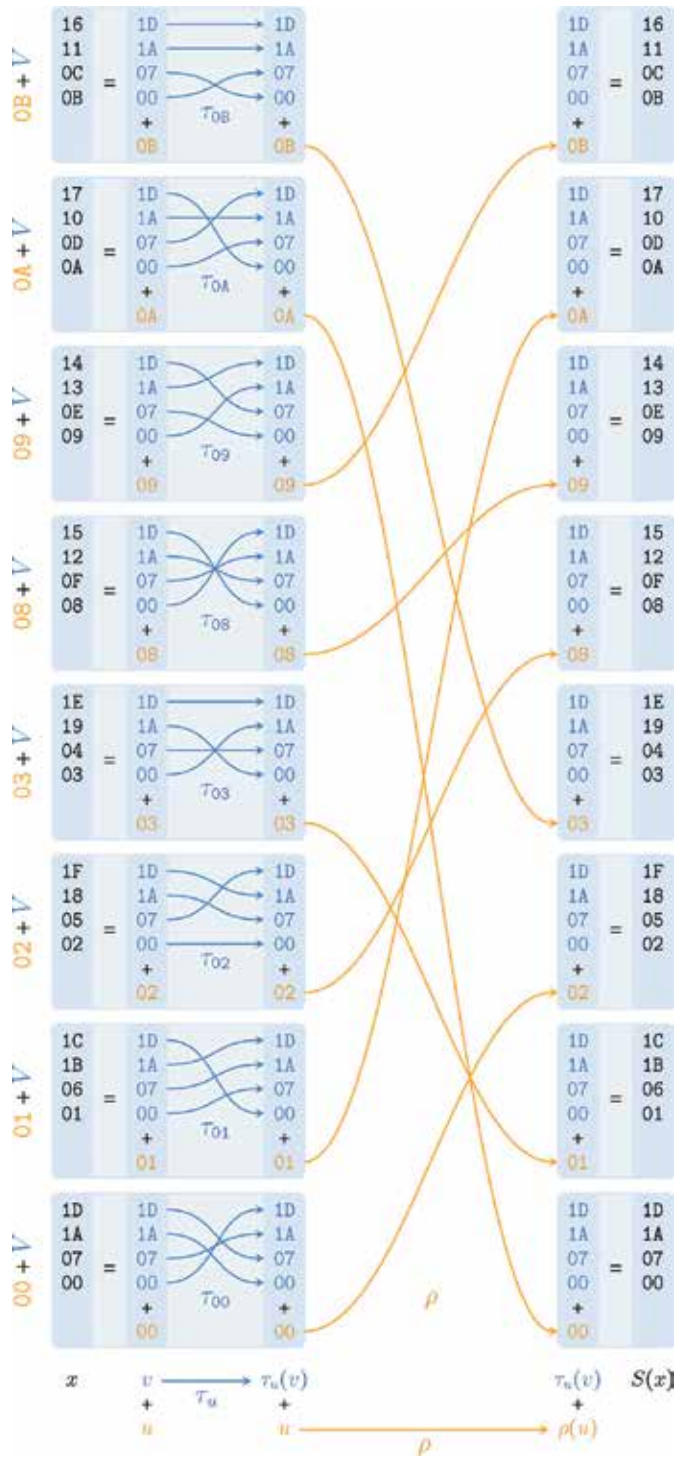 0B + V
16 1D 1D 1D 16
11 1A 1A 1A 11
0C = 07 07 07 = 0C
0B 00 00 00 0B
+ τ0B + +
0B 0B 0B
0A + V
17 1D 1D 1D 17
10 1A 1A 1A 10
0D = 07 07 07 = 0D
0A 00 00 00 0A
+ τ0A + +
0A 0A 0A
09 + V
14 1D 1D 1D 14
13 1A 1A 1A 13
0E = 07 07 07 = 0E
09 00 00 00 09
+ τ09 + +
09 09 09
08 + V
15 1D 1D 1D 15
12 1A 1A 1A 12
0F = 07 07 07 = 0F
08 00 00 00 08
+ τ08 + +
08 08 08
03 + V
1E 1D 1D 1D 1E
19 1A 1A 1A 19
04 = 07 07 07 = 04
03 00 00 00 03
+ τ03 + +
03 03 03
02 + V
1F 1D 1D 1D 1F
18 1A 1A 1A 18
05 = 07 07 07 = 05
02 00 00 00 02
+ τ02 + +
02 02 02
01 + V
1C 1D 1D 1D 1C
1B 1A 1A 1A 1B
06 = 07 07 07 = 06
01 00 00 00 01
+ τ01 + +
01 01 01
00 + V
1D 1D 1D 1D 1D
1A 1A 1A 1A 1A
07 = 07 07 07 = 07
00 00 00 00 00
+ τ00 + ρ +
00 00 00
x v τu τu(v) τu(v) S(x)
+ + +
u u ρ ρ(u)